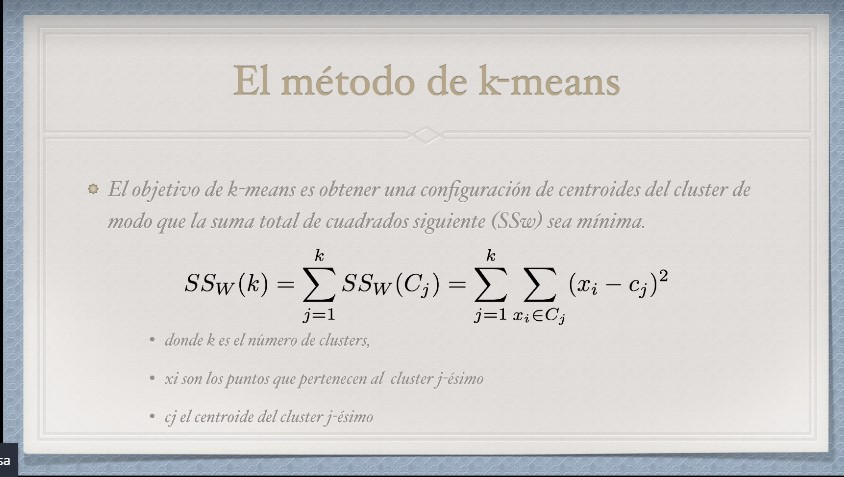 El método de k-means
El objetivo de k-means es obtener una configuración de centroides del cluster de
modo que la suma total de cuadrados siguiente (SSw) sea mínima.
SS_W(k) = \sum_{j=1}^{k} SS_W(C_j) = \sum_{j=1}^{k} \sum_{x_i \in C_j} (x_i - c_j)^2
• donde k es el número de clusters,
• xi son los puntos que pertenecen al cluster j-ésimo
• cj el centroide del cluster j-ésimo
sa